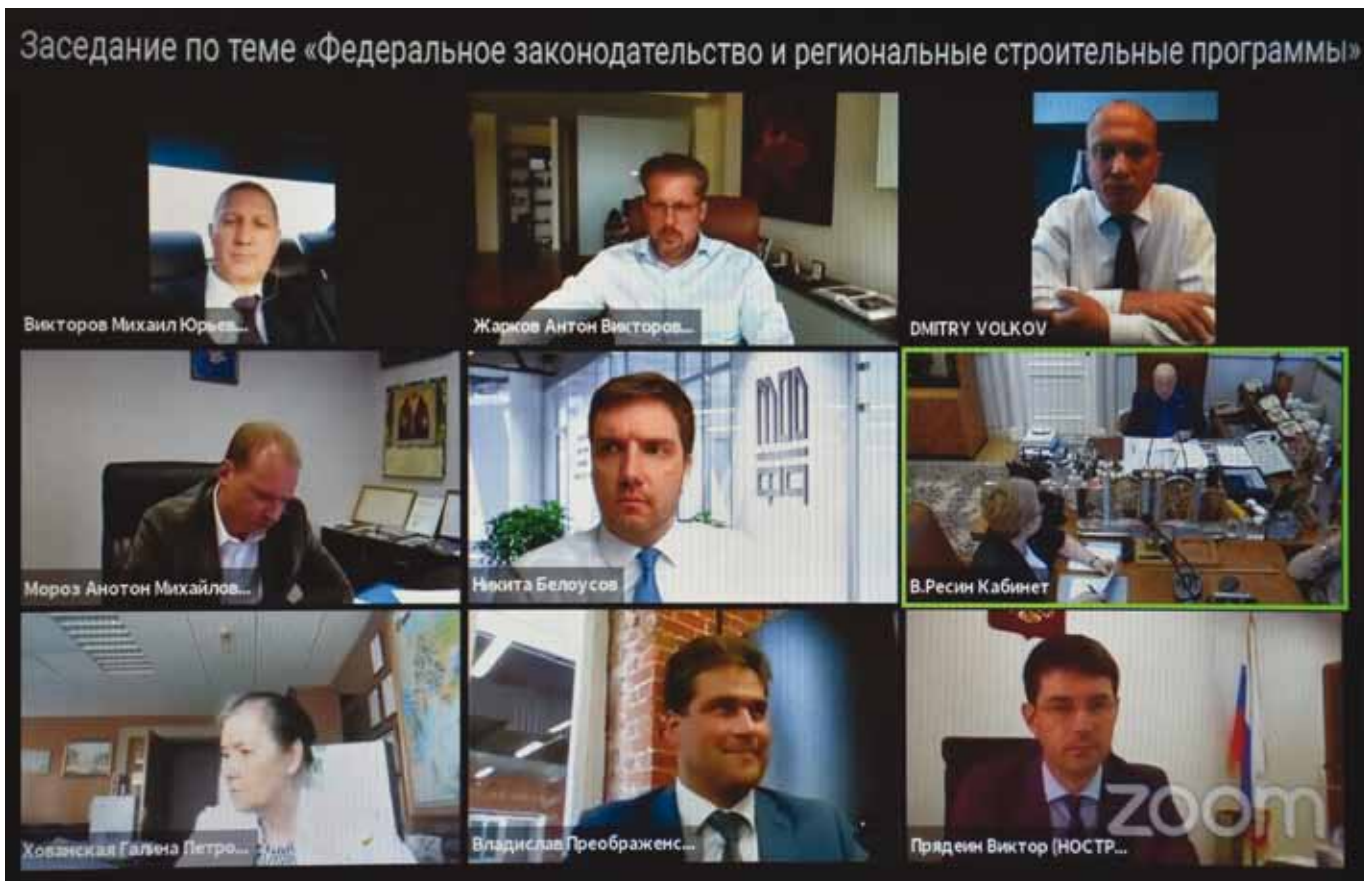 Заседание по теме «Федеральное законодательство и региональные строительные программы»
Викторов Михаил Юрьев...
Жарков Антон Викторов...
DMITRY VOLKOV
Мороз Анотон Михайлов...
Никита Белоусов
В.Ресин Кабинет
Хованская Галина Петро...
Владислав Преображенс...
Прядеин Виктор (НОСТР...
zoom